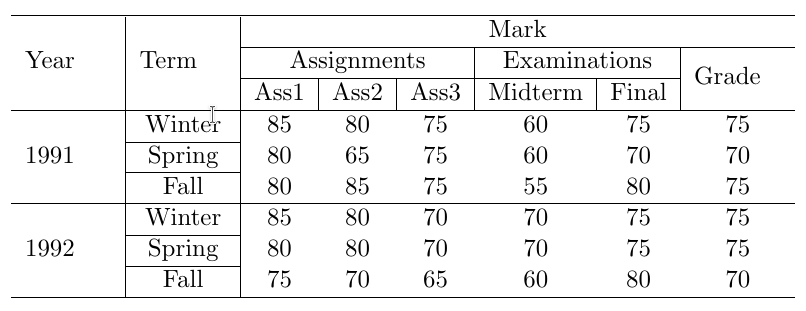 Mark
Year Term Assignments Examinations Grade
Ass1 Ass2 Ass3 Midterm Final
Winter 85 80 75 60 75 75
1991 Spring 80 65 75 60 70 70
Fall 80 85 75 55 80 75
Winter 85 80 70 70 75 75
1992 Spring 80 80 70 70 75 75
Fall 75 70 65 60 80 70